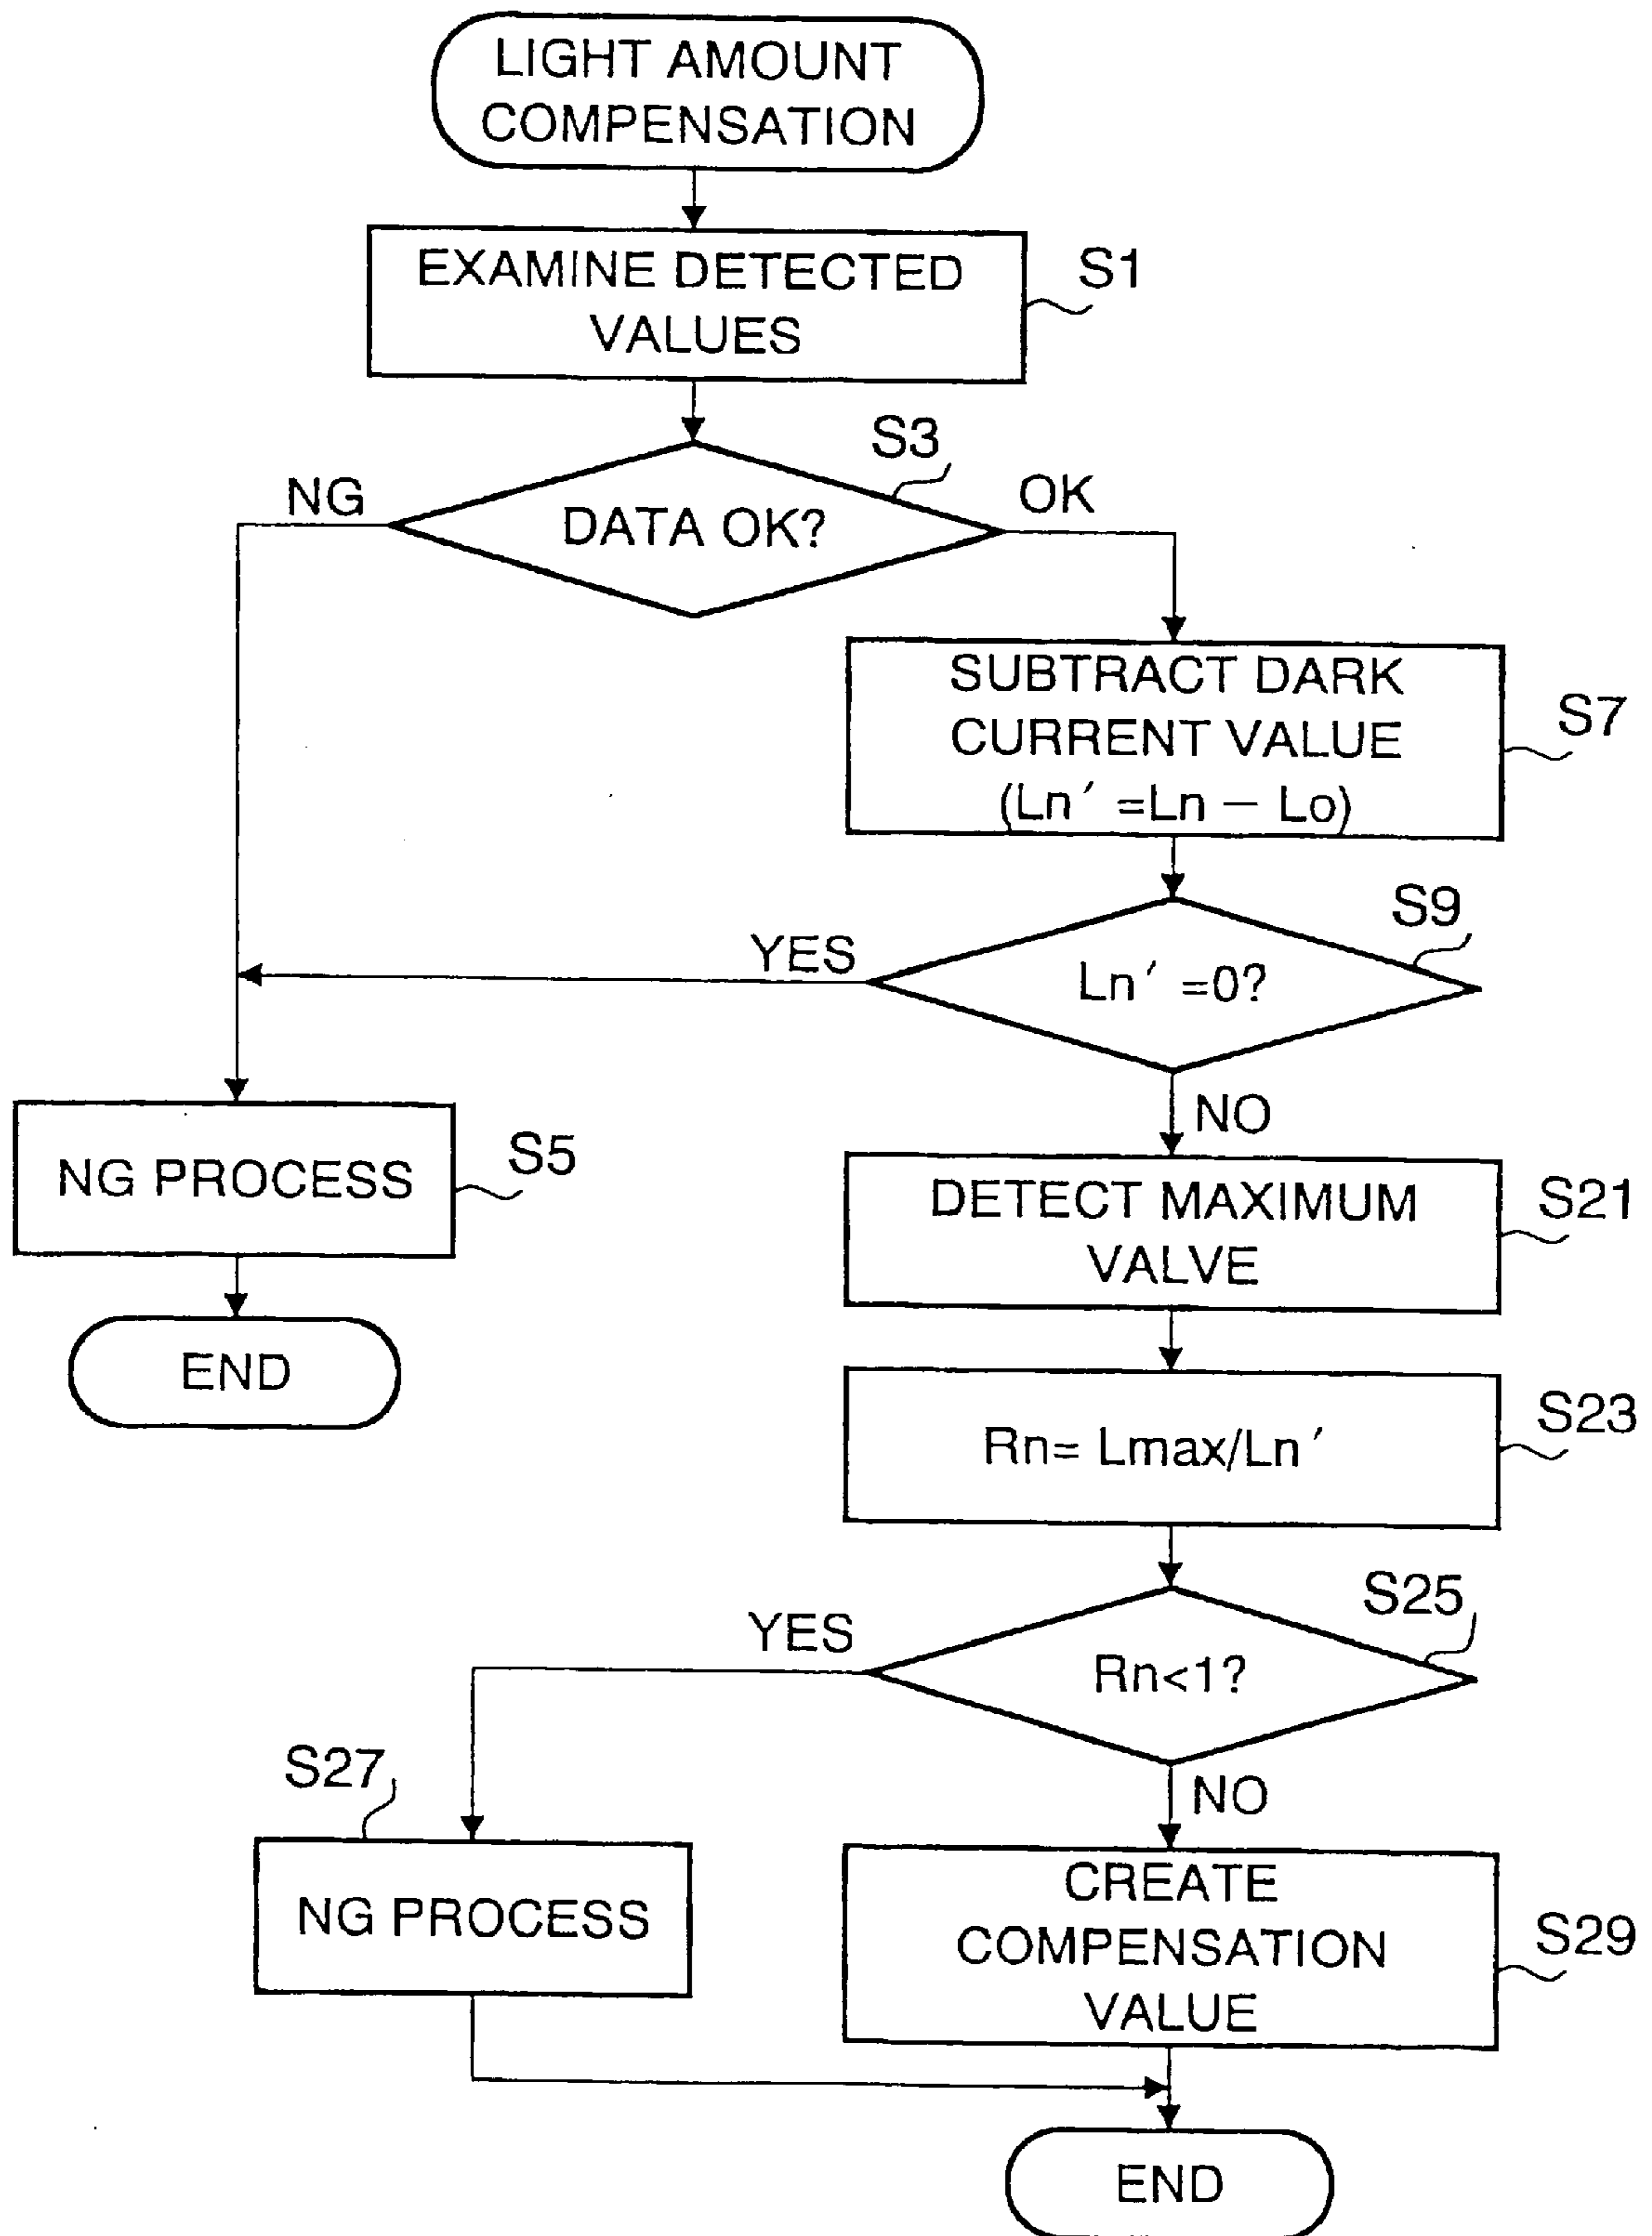 LIGHT AMOUNT
COMPENSATION
EXAMINE DETECTED
VALUES
S1
S3
NG
DATA OK?
OK
SUBTRACT DARK
CURRENT VALUE
(Ln′ =Ln — Lo)
S7
S9
YES
Ln′ =0?
NO
NG PROCESS
S5
DETECT MAXIMUM
VALVE
S21
END
Rn= Lmax/Ln′
S23
S25
YES
Rn<1?
NO
S27
NG PROCESS
CREATE
COMPENSATION
VALUE
S29
END